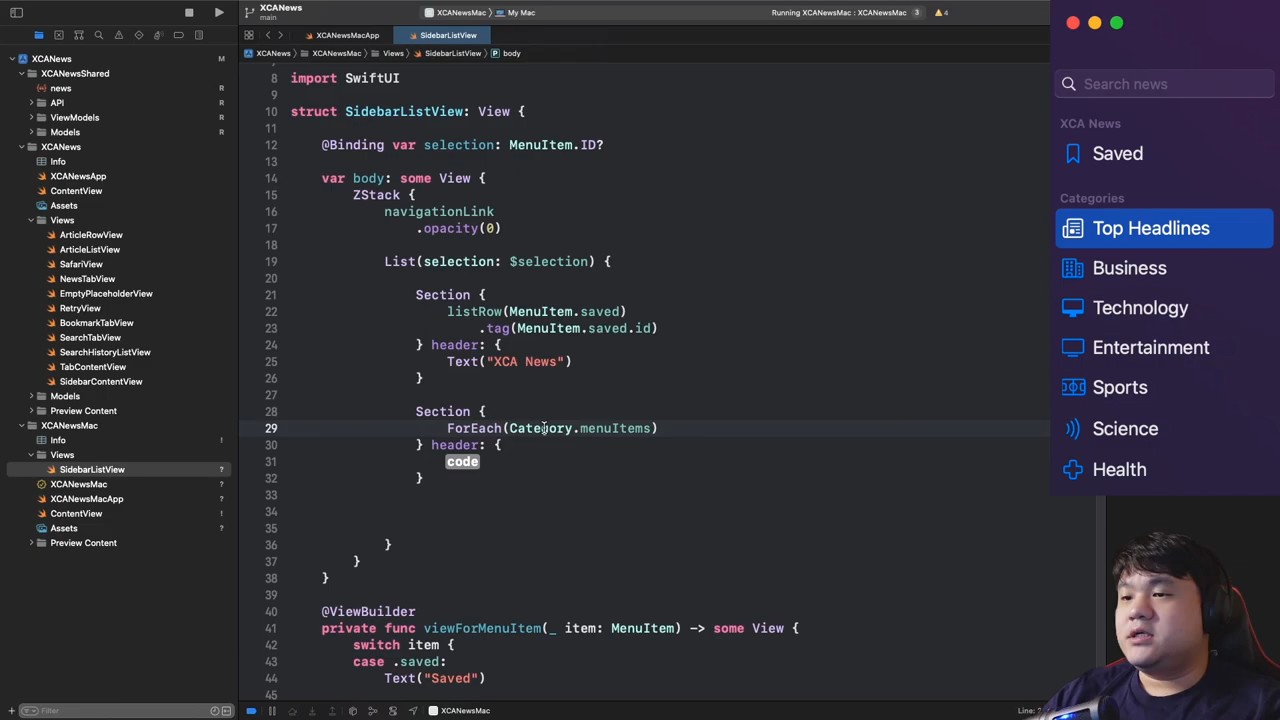 XCANews
main
XCANewsMac
My Mac
Running XCANewsMac : XCANewsMac
3
4
XCANewsMacApp
SidebarListView
XCANews
XCANewsMac
Views
SidebarListView
P
body
XCANews M
XCANewsShared
news R
API R
ViewModels R
Models R
XCANews
Info
XCANewsApp
ContentView
Assets
Views
ArticleRowView
ArticleListView
SafariView
NewsTabView
EmptyPlaceholderView
RetryView
BookmarkTabView
SearchTabView
SearchHistoryListView
TabContentView
SidebarContentView
Models
Preview Content
XCANewsMac
Info
Views
SidebarListView ?
XCANewsMac ?
XCANewsMacApp ?
ContentView !
Assets ?
Preview Content
Filter
8 import SwiftUI
9
10 struct SidebarListView: View {
11
12 @Binding var selection: MenuItem.ID?
13
14 var body: some View {
15 ZStack {
16 navigationLink
17 .opacity(0)
18
19 List(selection: $selection) {
20
21 Section {
22 listRow(MenuItem.saved)
23 .tag(MenuItem.saved.id)
24 } header: {
25 Text("XCA News")
26 }
27
28 Section {
29 ForEach(Category.menuItems)
30 } header: {
31 code
32 }
33
34
35
36 }
37 }
38 }
39
40 @ViewBuilder
41 private func viewForMenuItem(_ item: MenuItem) -> some View {
42 switch item {
43 case .saved:
44 Text("Saved")
45
XCANewsMac
Line:
Search news
XCA News
Saved
Categories
Top Headlines
Business
Technology
Entertainment
Sports
Science
Health